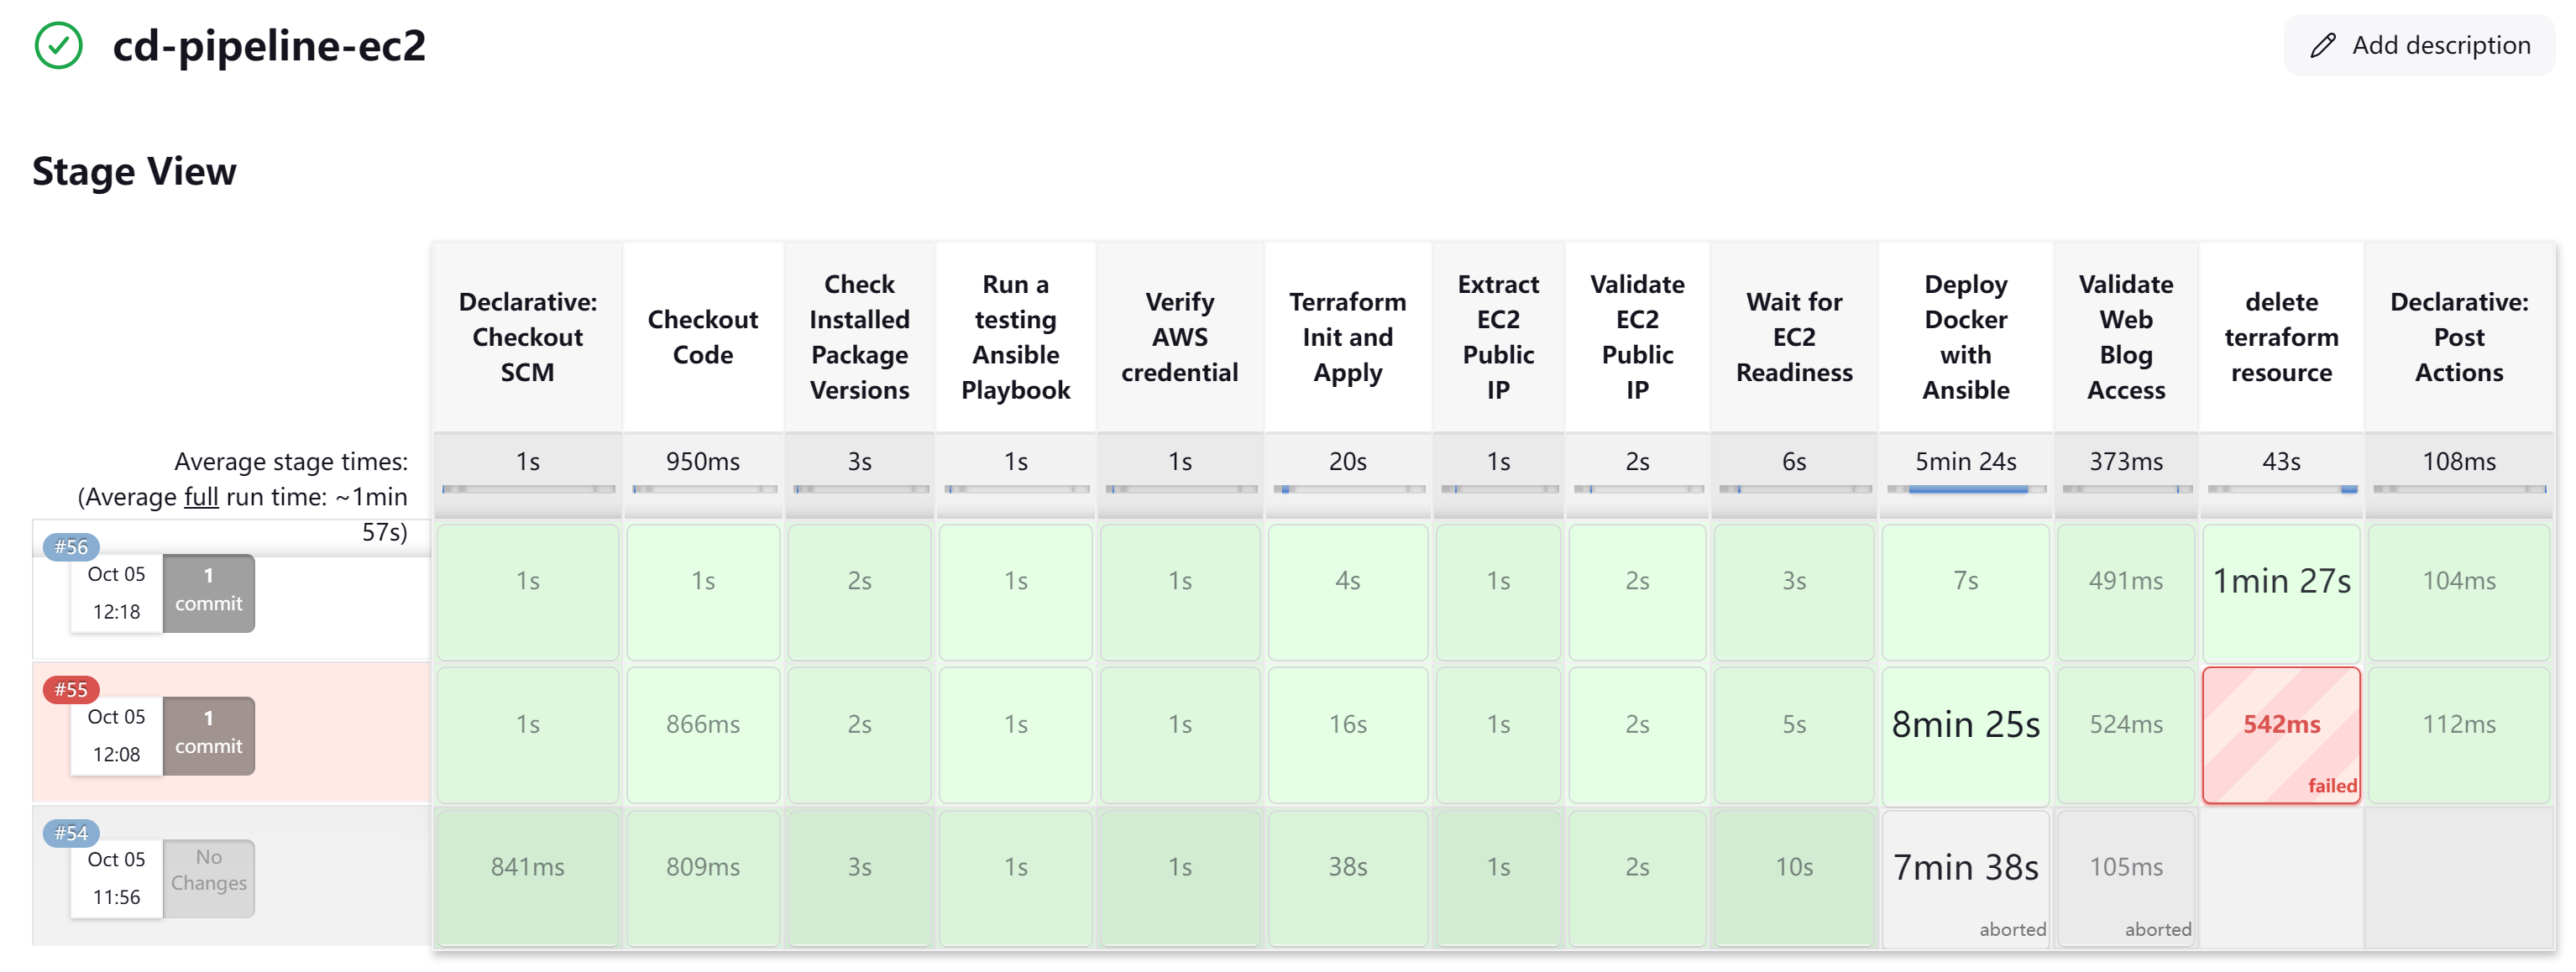 cd-pipeline-ec2
Add description
Stage View
Declarative:
Checkout
SCM
Checkout
Code
Check
Installed
Package
Versions
Run a
testing
Ansible
Playbook
Verify
AWS
credential
Terraform
Init and
Apply
Extract
EC2
Public
IP
Validate
EC2
Public
IP
Wait for
EC2
Readiness
Deploy
Docker
with
Ansible
Validate
Web
Blog
Access
delete
terraform
resource
Declarative:
Post
Actions
Average stage times:
(Average full run time: ~1min
57s)
1s 950ms 3s 1s 1s 20s 1s 2s 6s 5min 24s 373ms 43s 108ms
#56
Oct 05
12:18
1
commit
1s 1s 2s 1s 1s 4s 1s 2s 3s 7s 491ms 1min 27s 104ms
#55
Oct 05
12:08
1
commit
1s 866ms 2s 1s 1s 16s 1s 2s 5s 8min 25s 524ms 542ms 112ms
failed
#54
Oct 05
11:56
No
Changes
841ms 809ms 3s 1s 1s 38s 1s 2s 10s 7min 38s 105ms
aborted aborted